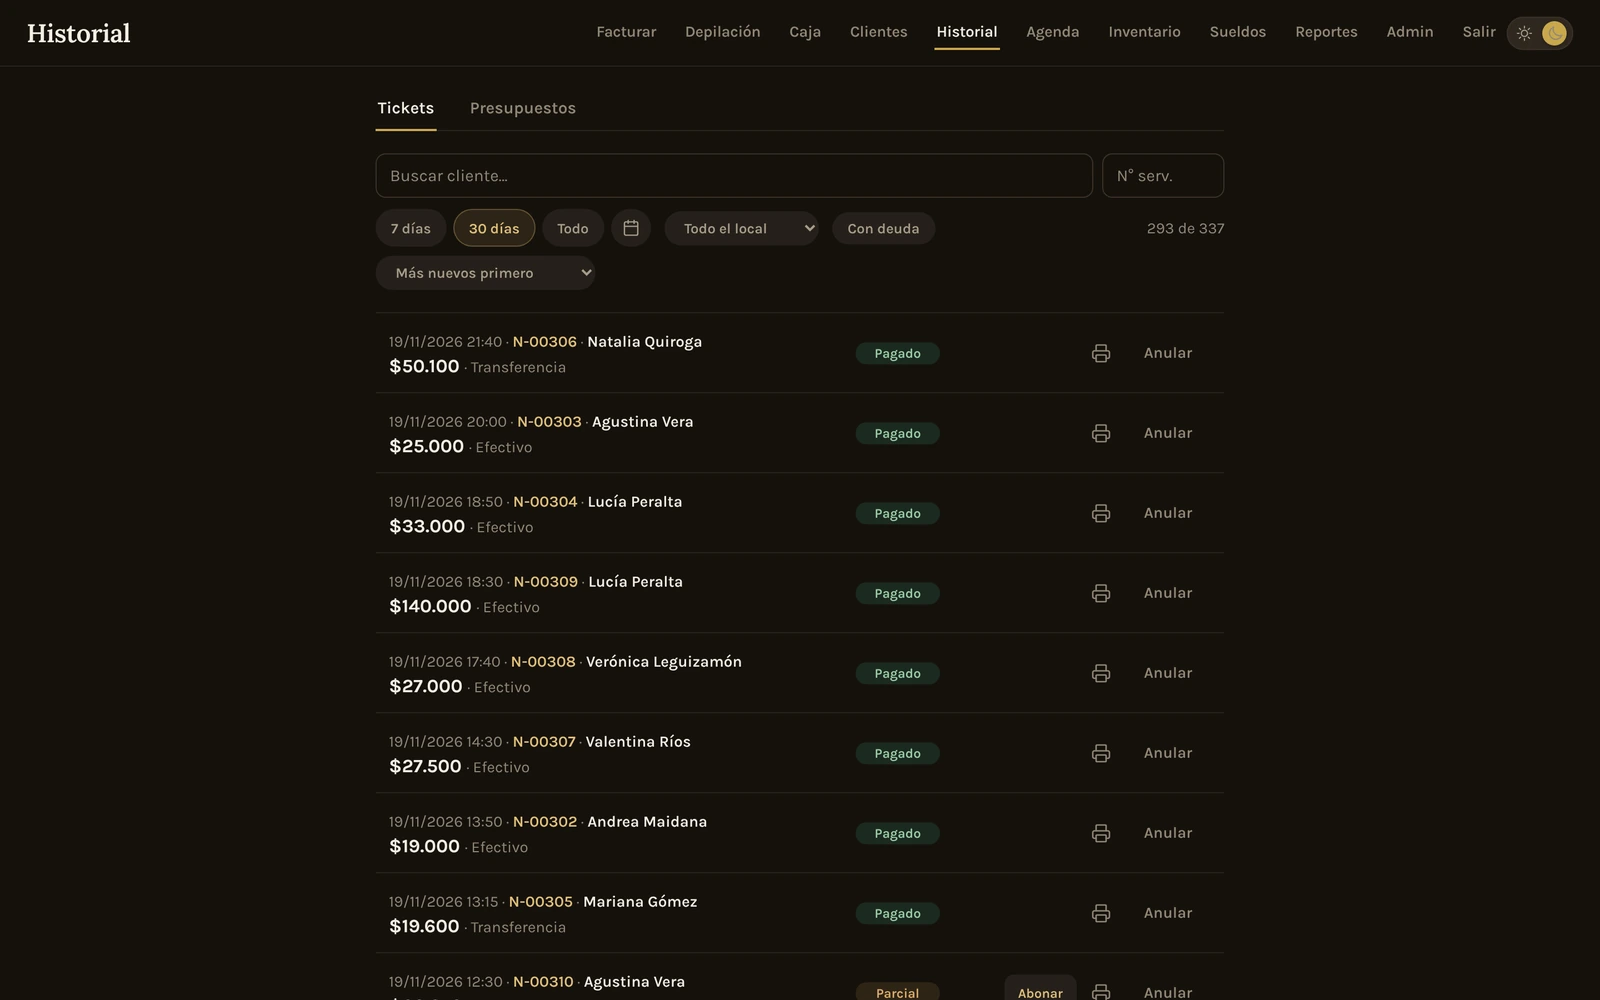 Historial
Facturar Depilación Caja Clientes Historial Agenda Inventario Sueldos Reportes Admin Salir
Tickets Presupuestos
Buscar cliente... N° serv.
7 días 30 días Todo Todo el local Con deuda 293 de 337
Más nuevos primero
19/11/2026 21:40 · N-00306 · Natalia Quiroga
$50.100 · Transferencia
Pagado Anular
19/11/2026 20:00 · N-00303 · Agustina Vera
$25.000 · Efectivo
Pagado Anular
19/11/2026 18:50 · N-00304 · Lucía Peralta
$33.000 · Efectivo
Pagado Anular
19/11/2026 18:30 · N-00309 · Lucía Peralta
$140.000 · Efectivo
Pagado Anular
19/11/2026 17:40 · N-00308 · Verónica Leguizamón
$27.000 · Efectivo
Pagado Anular
19/11/2026 14:30 · N-00307 · Valentina Ríos
$27.500 · Efectivo
Pagado Anular
19/11/2026 13:50 · N-00302 · Andrea Maidana
$19.000 · Efectivo
Pagado Anular
19/11/2026 13:15 · N-00305 · Mariana Gómez
$19.600 · Transferencia
Pagado Anular
19/11/2026 12:30 · N-00310 · Agustina Vera
Parcial Abonar Anular